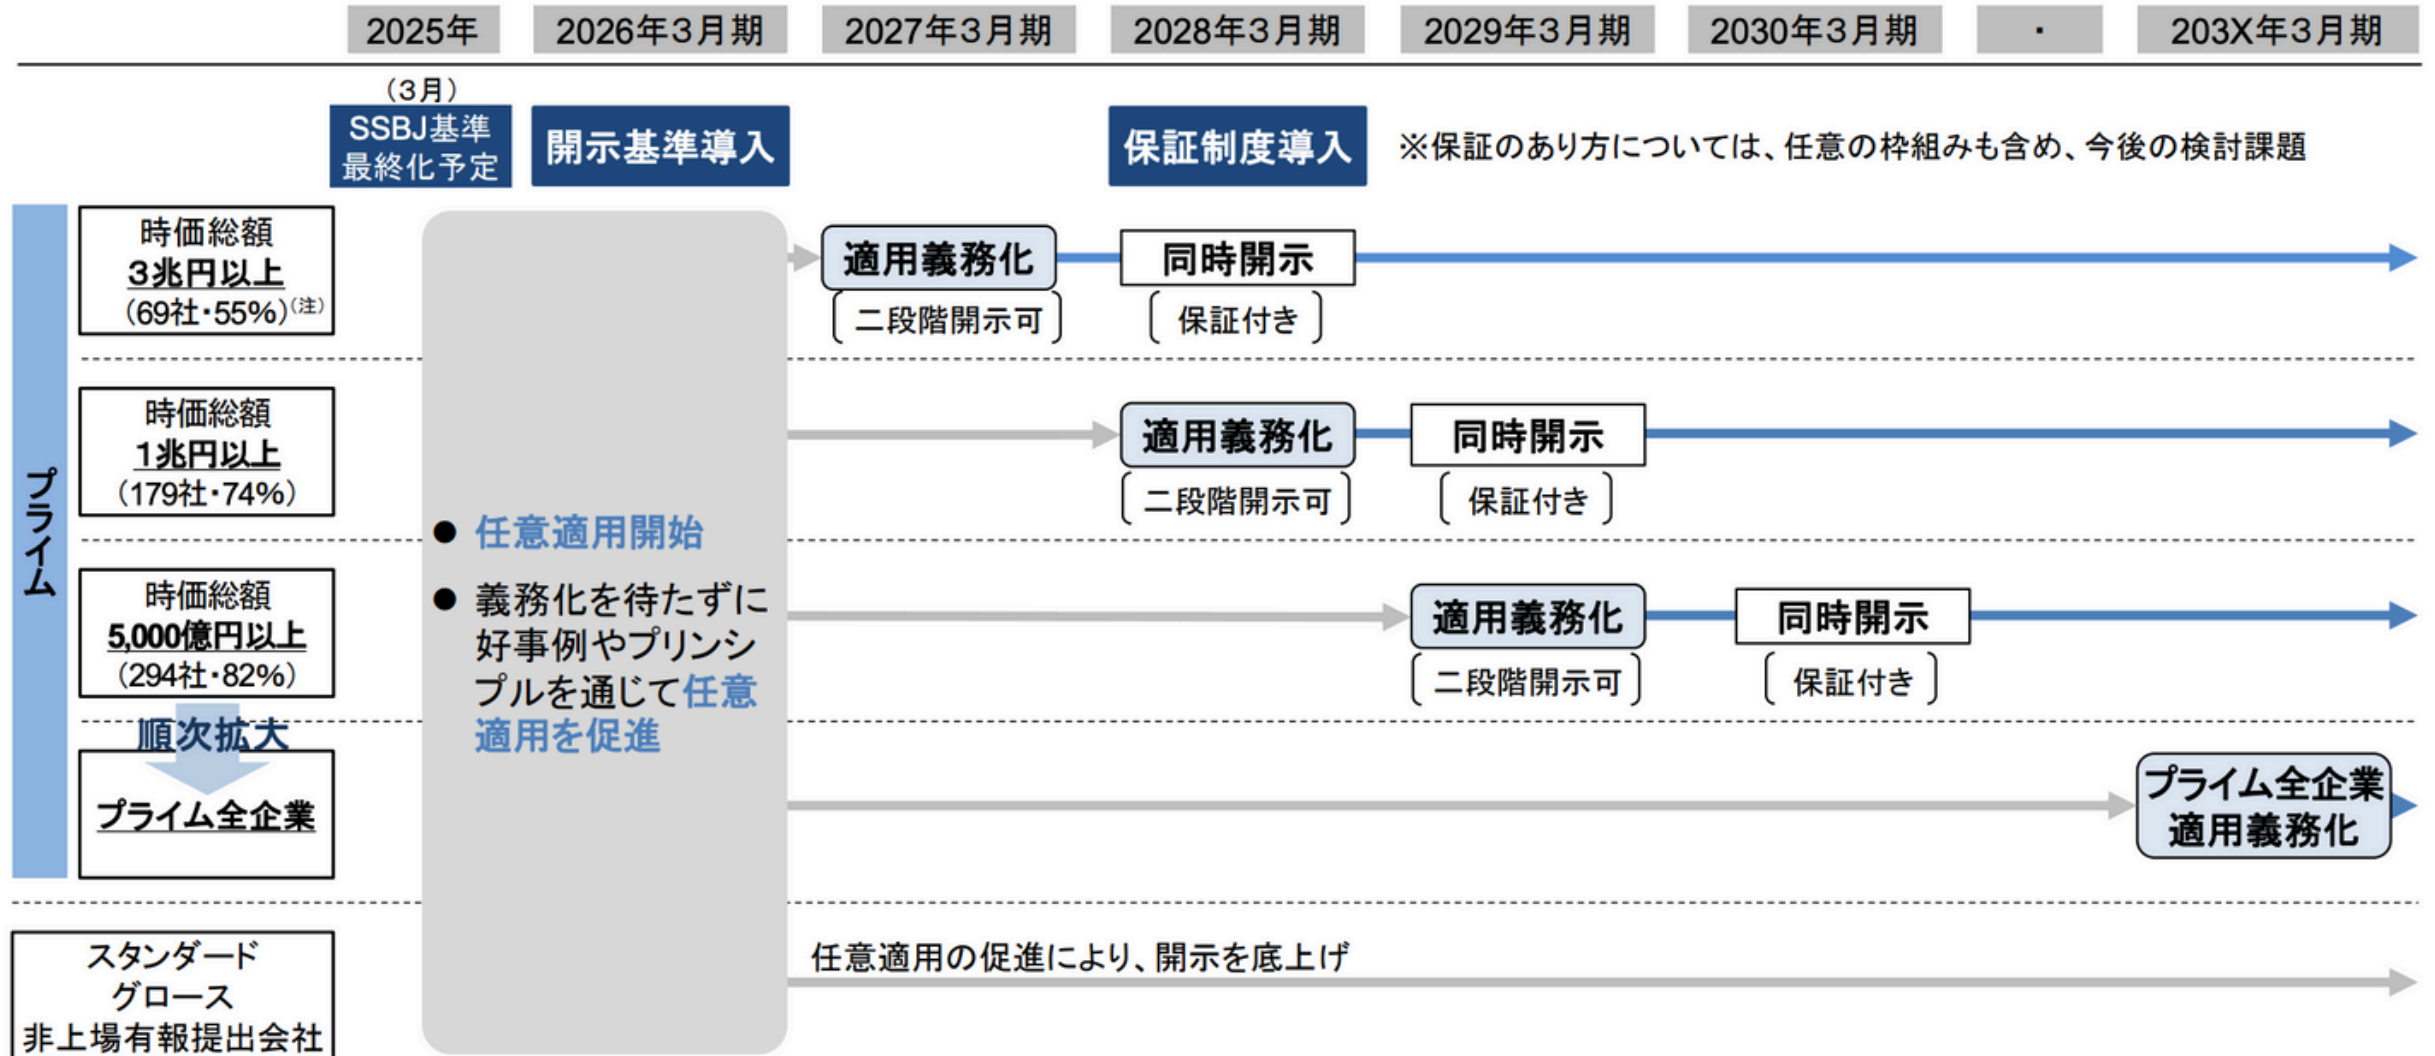 2025年
2026年3月期
2027年3月期
2028年3月期
2029年3月期
2030年3月期
・
203X年3月期
(3月)
SSBJ基準
最終化予定
開示基準導入
保証制度導入
※保証のあり方については、任意の枠組みも含め、今後の検討課題
プライム
時価総額
3兆円以上
(69社・55%)(注)
適用義務化
(二段階開示可)
同時開示
(保証付き)
時価総額
1兆円以上
(179社・74%)
適用義務化
(二段階開示可)
同時開示
(保証付き)
時価総額
5,000億円以上
(294社・82%)
適用義務化
(二段階開示可)
同時開示
(保証付き)
● 任意適用開始
● 義務化を待たずに
好事例やプリンシ
プルを通じて任意
適用を促進
順次拡大
プライム全企業
プライム全企業
適用義務化
スタンダード
グロース
非上場有報提出会社
任意適用の促進により、開示を底上げ